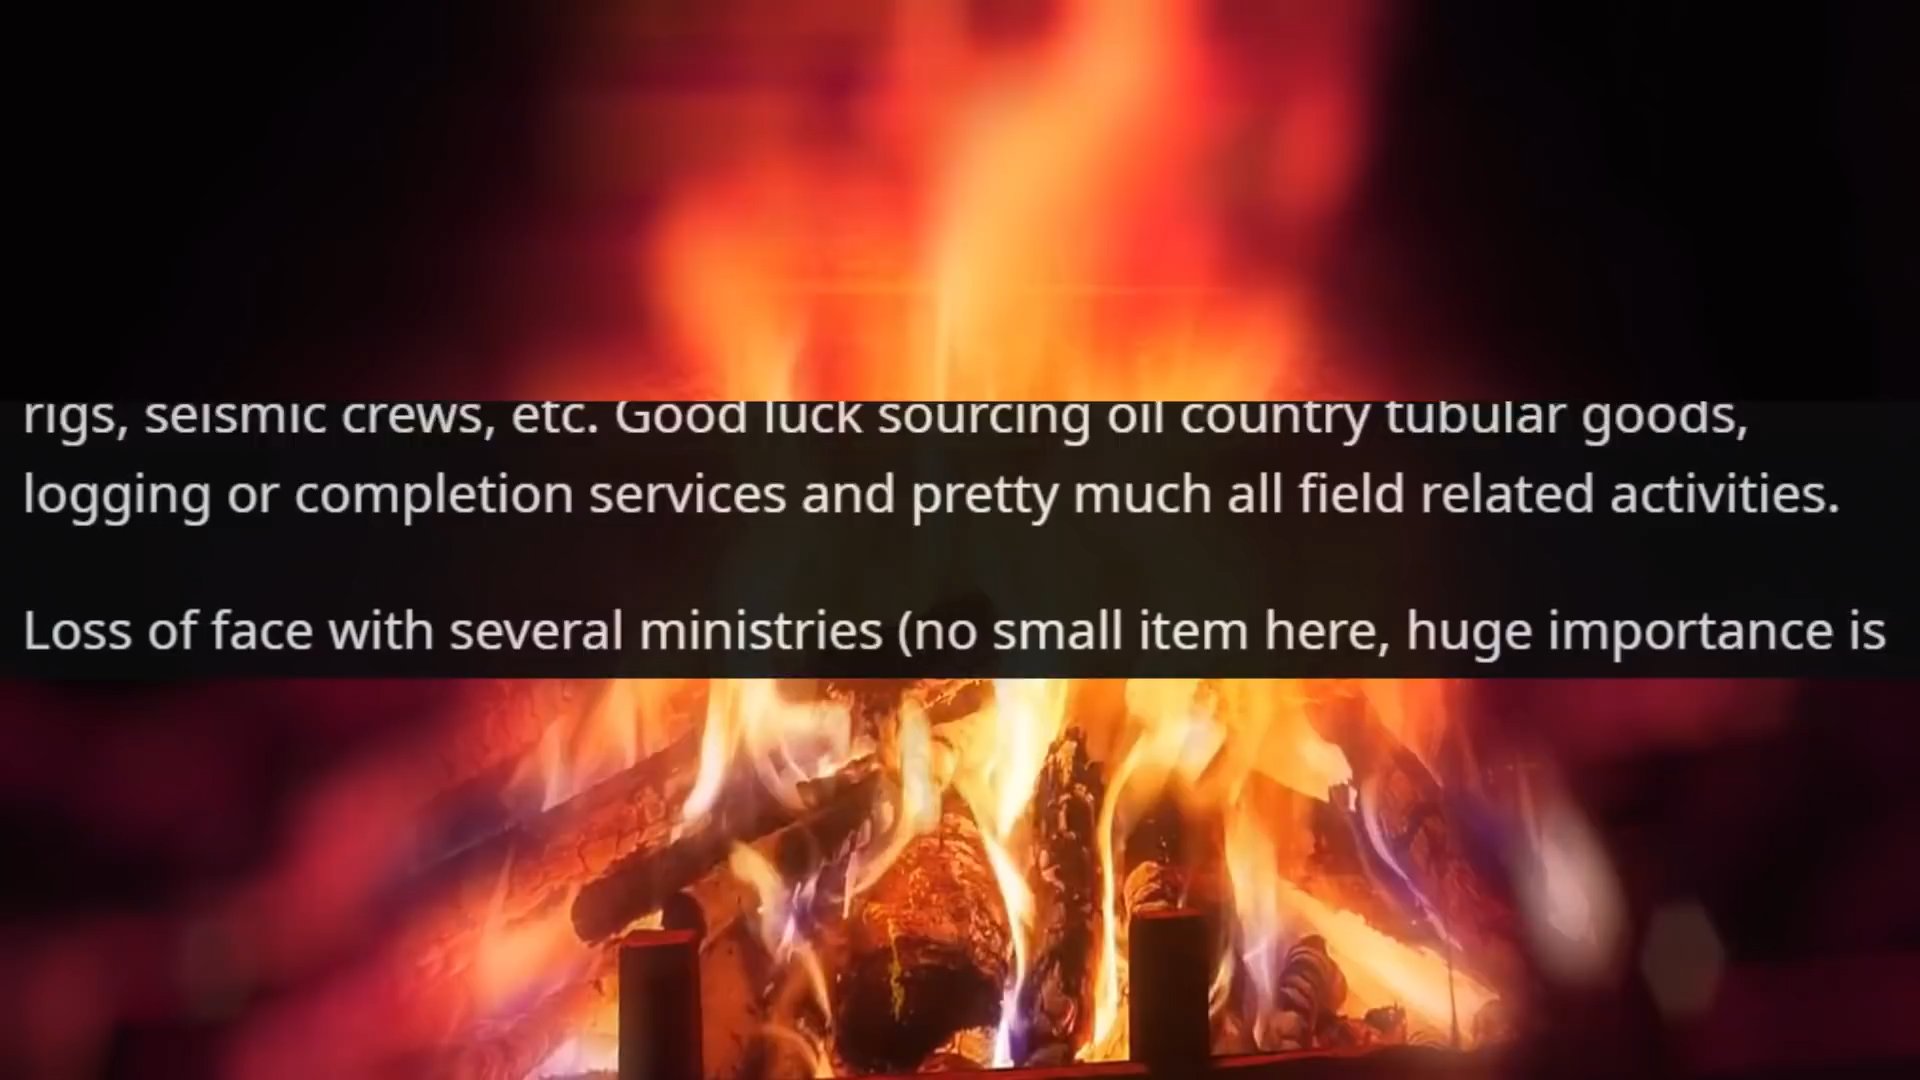 rigs, seismic crews, etc. Good luck sourcing oil country tubular goods,
logging or completion services and pretty much all field related activities.
Loss of face with several ministries (no small item here, huge importance is